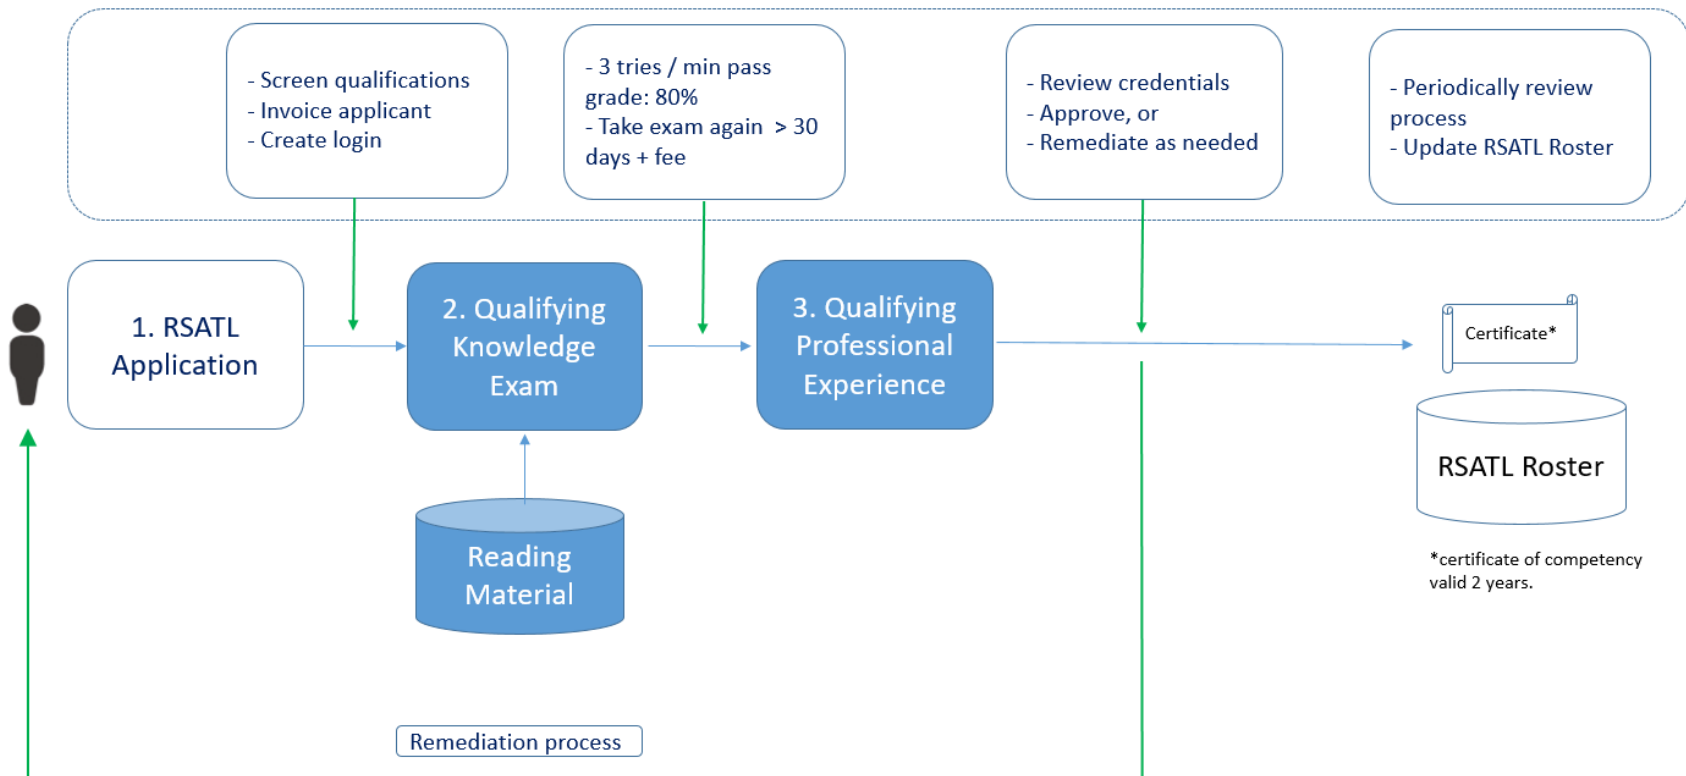 - Screen qualifications
- Invoice applicant
- Create login
- 3 tries / min pass
grade: 80%
- Take exam again  > 30
days + fee
- Review credentials
- Approve, or
- Remediate as needed
- Periodically review
process
- Update RSATL Roster
1. RSATL
Application
2. Qualifying
Knowledge
Exam
3. Qualifying
Professional
Experience
Certificate*
RSATL Roster
*certificate of competency
valid 2 years.
Reading
Material
Remediation process